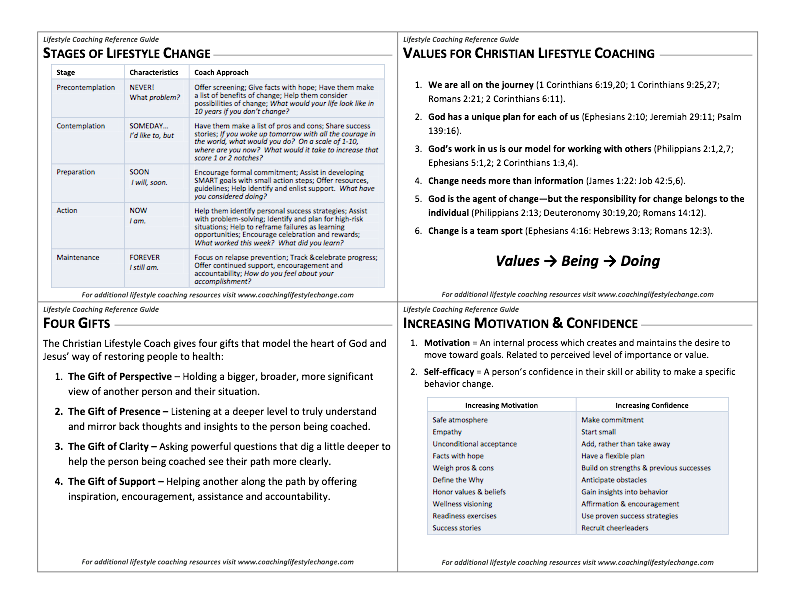 Lifestyle Coaching Reference Guide
STAGES OF LIFESTYLE CHANGE
Stage Characteristics Coach Approach
Precontemplation NEVER! Offer screening; Give facts with hope; Have them make
What problem? a list of benefits of change; Help them consider
possibilities of change; What would your life look like in
10 years if you don't change?
Contemplation SOMEDAY... Have them make a list of pros and cons; Share success
I'd like to, but stories; If you woke up tomorrow with all the courage in
the world, what would you do? On a scale of 1-10,
where are you now? What would it take to increase that
score 1 or 2 notches?
Preparation SOON Encourage formal commitment; Assist in developing
I will, soon. SMART goals with small action steps; Offer resources,
guidelines; Help identify and enlist support. What have
you considered doing?
Action NOW Help them identify personal success strategies; Assist
I am. with problem-solving; Identify and plan for high-risk
situations; Help to reframe failures as learning
opportunities; Encourage celebration and rewards;
What worked this week? What did you learn?
Maintenance FOREVER Focus on relapse prevention; Track &celebrate progress;
I still am. Offer continued support, encouragement and
accountability; How do you feel about your
accomplishment?
For additional lifestyle coaching resources visit www.coachinglifestylechange.com
Lifestyle Coaching Reference Guide
VALUES FOR CHRISTIAN LIFESTYLE COACHING
1. We are all on the journey (1 Corinthians 6:19,20; 1 Corinthians 9:25,27;
Romans 2:21; 2 Corinthians 6:11).
2. God has a unique plan for each of us (Ephesians 2:10; Jeremiah 29:11; Psalm
139:16).
3. God's work in us is our model for working with others (Philippians 2:1,2,7;
Ephesians 5:1,2; 2 Corinthians 1:3,4).
4. Change needs more than information (James 1:22: Job 42:5,6).
5. God is the agent of change—but the responsibility for change belongs to the
individual (Philippians 2:13; Deuteronomy 30:19,20; Romans 14:12).
6. Change is a team sport (Ephesians 4:16: Hebrews 3:13; Romans 12:3).
Values → Being → Doing
For additional lifestyle coaching resources visit www.coachinglifestylechange.com
Lifestyle Coaching Reference Guide
FOUR GIFTS
The Christian Lifestyle Coach gives four gifts that model the heart of God and
Jesus' way of restoring people to health:
1. The Gift of Perspective – Holding a bigger, broader, more significant
view of another person and their situation.
2. The Gift of Presence – Listening at a deeper level to truly understand
and mirror back thoughts and insights to the person being coached.
3. The Gift of Clarity – Asking powerful questions that dig a little deeper to
help the person being coached see their path more clearly.
4. The Gift of Support – Helping another along the path by offering
inspiration, encouragement, assistance and accountability.
For additional lifestyle coaching resources visit www.coachinglifestylechange.com
Lifestyle Coaching Reference Guide
INCREASING MOTIVATION & CONFIDENCE
1. Motivation = An internal process which creates and maintains the desire to
move toward goals. Related to perceived level of importance or value.
2. Self-efficacy = A person's confidence in their skill or ability to make a specific
behavior change.
Increasing Motivation Increasing Confidence
Safe atmosphere Make commitment
Empathy Start small
Unconditional acceptance Add, rather than take away
Facts with hope Have a flexible plan
Weigh pros & cons Build on strengths & previous successes
Define the Why Anticipate obstacles
Honor values & beliefs Gain insights into behavior
Wellness visioning Affirmation & encouragement
Readiness exercises Use proven success strategies
Success stories Recruit cheerleaders
For additional lifestyle coaching resources visit www.coachinglifestylechange.com